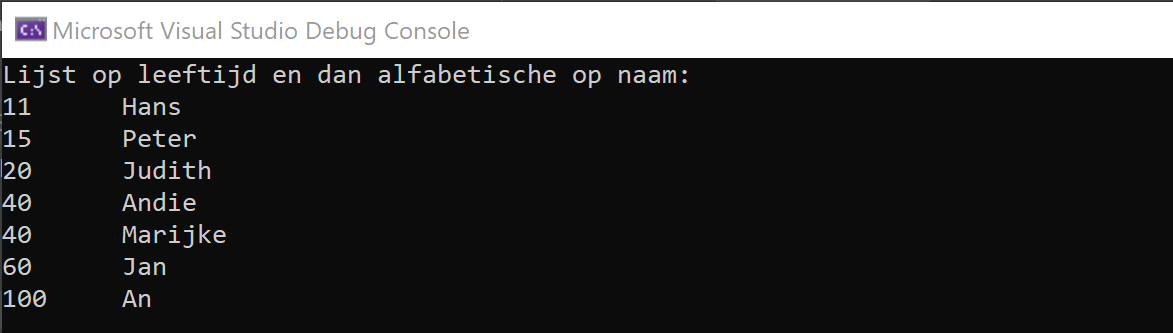 C:\ Microsoft Visual Studio Debug Console
Lijst op leeftijd en dan alfabetische op naam:
11 Hans
15 Peter
20 Judith
40 Andie
40 Marijke
60 Jan
100 An